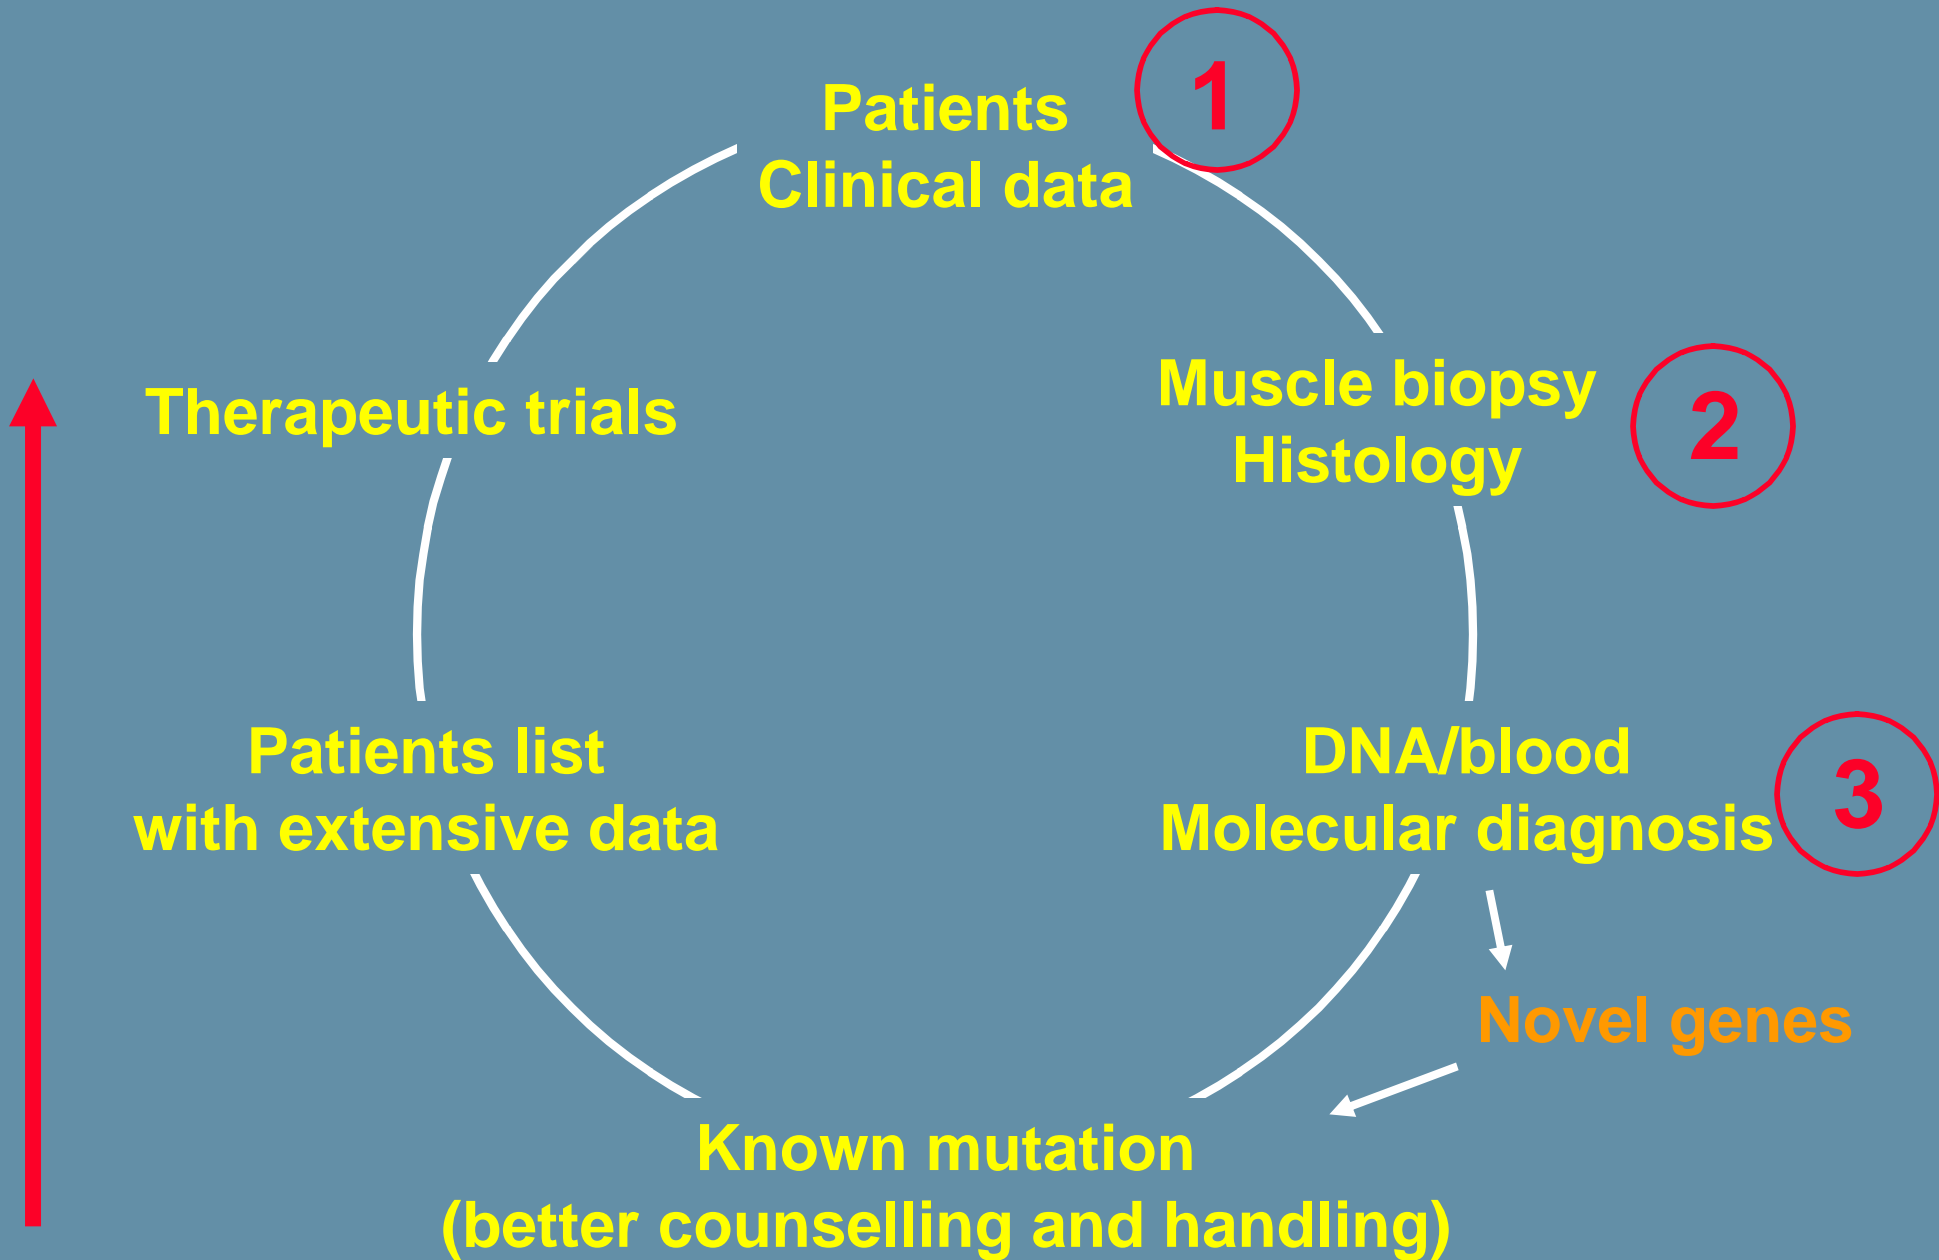 Patients
Clinical data
1
Muscle biopsy
Histology
2
DNA/blood
Molecular diagnosis
3
Novel genes
Known mutation
(better counselling and handling)
Patients list
with extensive data
Therapeutic trials